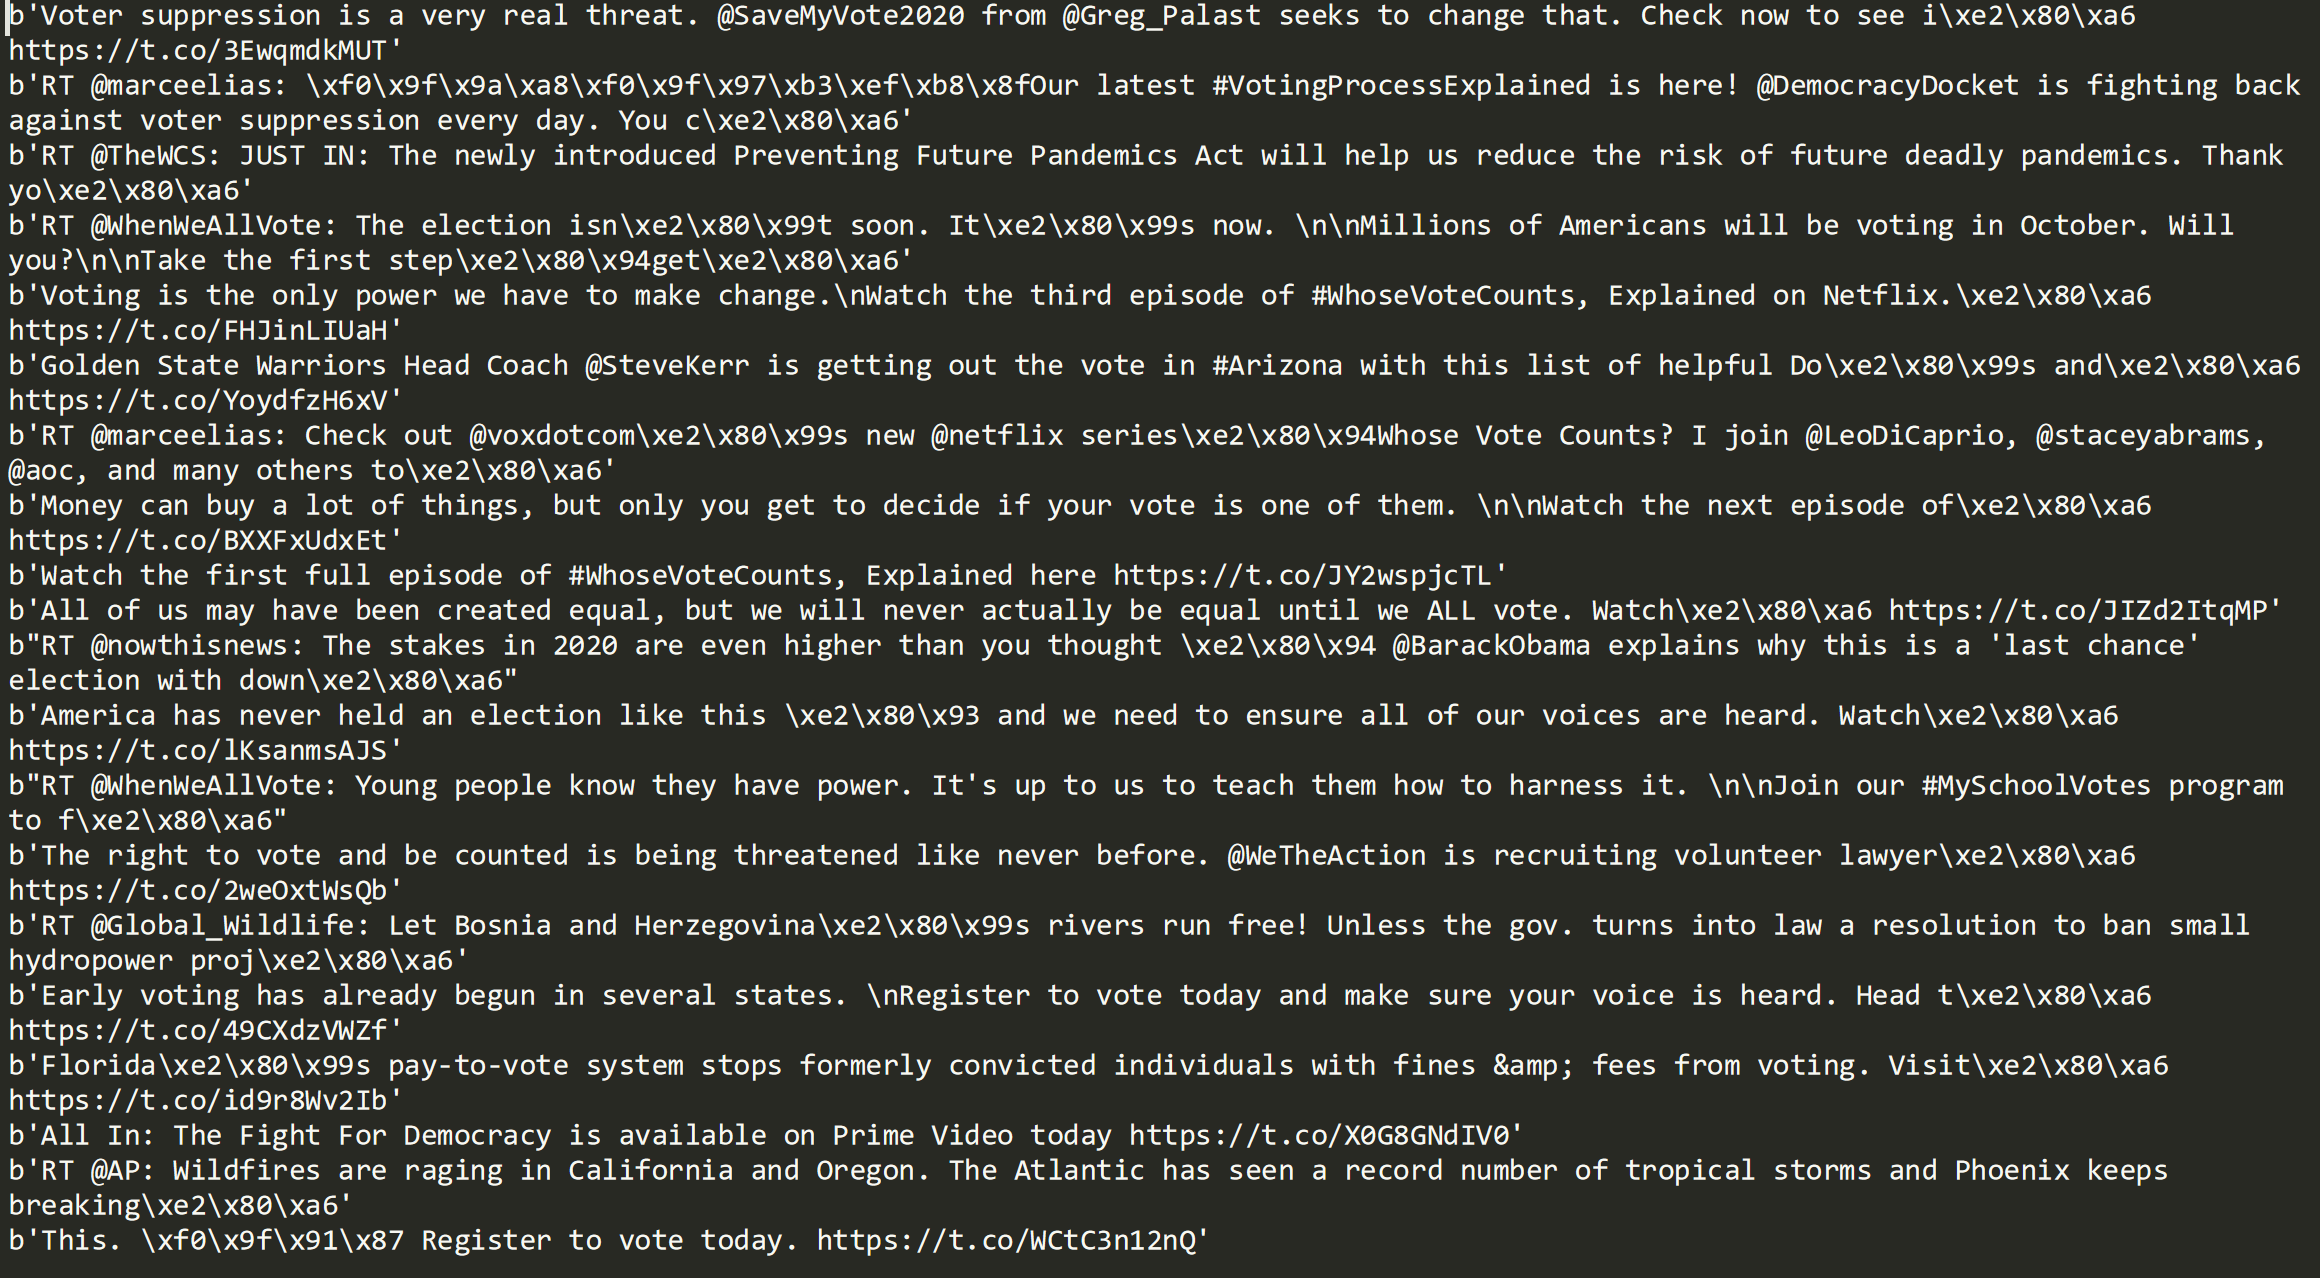 b'Voter suppression is a very real threat. @SaveMyVote2020 from @Greg_Palast seeks to change that. Check now to see i\xe2\x80\xa6
https://t.co/3EwqmdkMUT'
b'RT @marceelias: \xf0\x9f\x9a\xa8\xf0\x9f\x97\xb3\xef\xb8\x8fOur latest #VotingProcessExplained is here! @DemocracyDocket is fighting back
against voter suppression every day. You c\xe2\x80\xa6'
b'RT @TheWCS: JUST IN: The newly introduced Preventing Future Pandemics Act will help us reduce the risk of future deadly pandemics. Thank
yo\xe2\x80\xa6'
b'RT @WhenWeAllVote: The election isn\xe2\x80\x99t soon. It\xe2\x80\x99s now. \n\nMillions of Americans will be voting in October. Will
you?\n\nTake the first step\xe2\x80\x94get\xe2\x80\xa6'
b'Voting is the only power we have to make change.\nWatch the third episode of #WhoseVoteCounts, Explained on Netflix.\xe2\x80\xa6
https://t.co/FHJinLIUaH'
b'Golden State Warriors Head Coach @SteveKerr is getting out the vote in #Arizona with this list of helpful Do\xe2\x80\x99s and\xe2\x80\xa6
https://t.co/YoydfzH6xV'
b'RT @marceelias: Check out @voxdotcom\xe2\x80\x99s new @netflix series\xe2\x80\x94Whose Vote Counts? I join @LeoDiCaprio, @staceyabrams,
@aoc, and many others to\xe2\x80\xa6'
b'Money can buy a lot of things, but only you get to decide if your vote is one of them. \n\nWatch the next episode of\xe2\x80\xa6
https://t.co/BXXFxUdxEt'
b'Watch the first full episode of #WhoseVoteCounts, Explained here https://t.co/JY2wspjcTL'
b'All of us may have been created equal, but we will never actually be equal until we ALL vote. Watch\xe2\x80\xa6 https://t.co/JIZd2ItqMP'
b"RT @nowthisnews: The stakes in 2020 are even higher than you thought \xe2\x80\x94 @BarackObama explains why this is a 'last chance'
election with down\xe2\x80\xa6"
b'America has never held an election like this \xe2\x80\x93 and we need to ensure all of our voices are heard. Watch\xe2\x80\xa6
https://t.co/lKsanmsAJS'
b"RT @WhenWeAllVote: Young people know they have power. It's up to us to teach them how to harness it. \n\nJoin our #MySchoolVotes program
to f\xe2\x80\xa6"
b'The right to vote and be counted is being threatened like never before. @WeTheAction is recruiting volunteer lawyer\xe2\x80\xa6
https://t.co/2weOxtWsQb'
b'RT @Global_Wildlife: Let Bosnia and Herzegovina\xe2\x80\x99s rivers run free! Unless the gov. turns into law a resolution to ban small
hydropower proj\xe2\x80\xa6'
b'Early voting has already begun in several states. \nRegister to vote today and make sure your voice is heard. Head t\xe2\x80\xa6
https://t.co/49CXdzVWZf'
b'Florida\xe2\x80\x99s pay-to-vote system stops formerly convicted individuals with fines &amp; fees from voting. Visit\xe2\x80\xa6
https://t.co/id9r8Wv2Ib'
b'All In: The Fight For Democracy is available on Prime Video today https://t.co/X0G8GNdIV0'
b'RT @AP: Wildfires are raging in California and Oregon. The Atlantic has seen a record number of tropical storms and Phoenix keeps
breaking\xe2\x80\xa6'
b'This. \xf0\x9f\x91\x87 Register to vote today. https://t.co/WCtC3n12nQ'